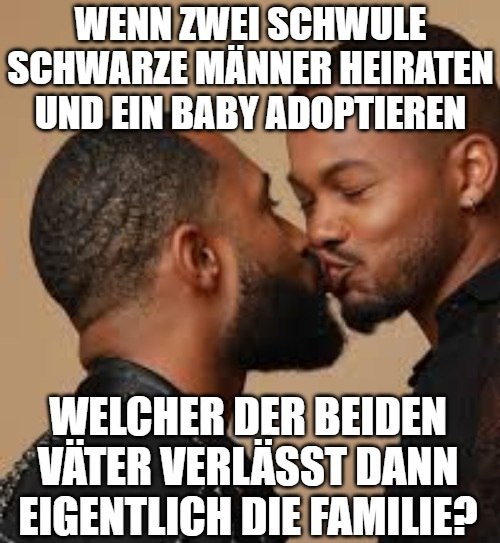 WENN ZWEI SCHWULE
SCHWARZE MÄNNER HEIRATEN
UND EIN BABY ADOPTIEREN
WELCHER DER BEIDEN
VÄTER VERLÄSST DANN
EIGENTLICH DIE FAMILIE?